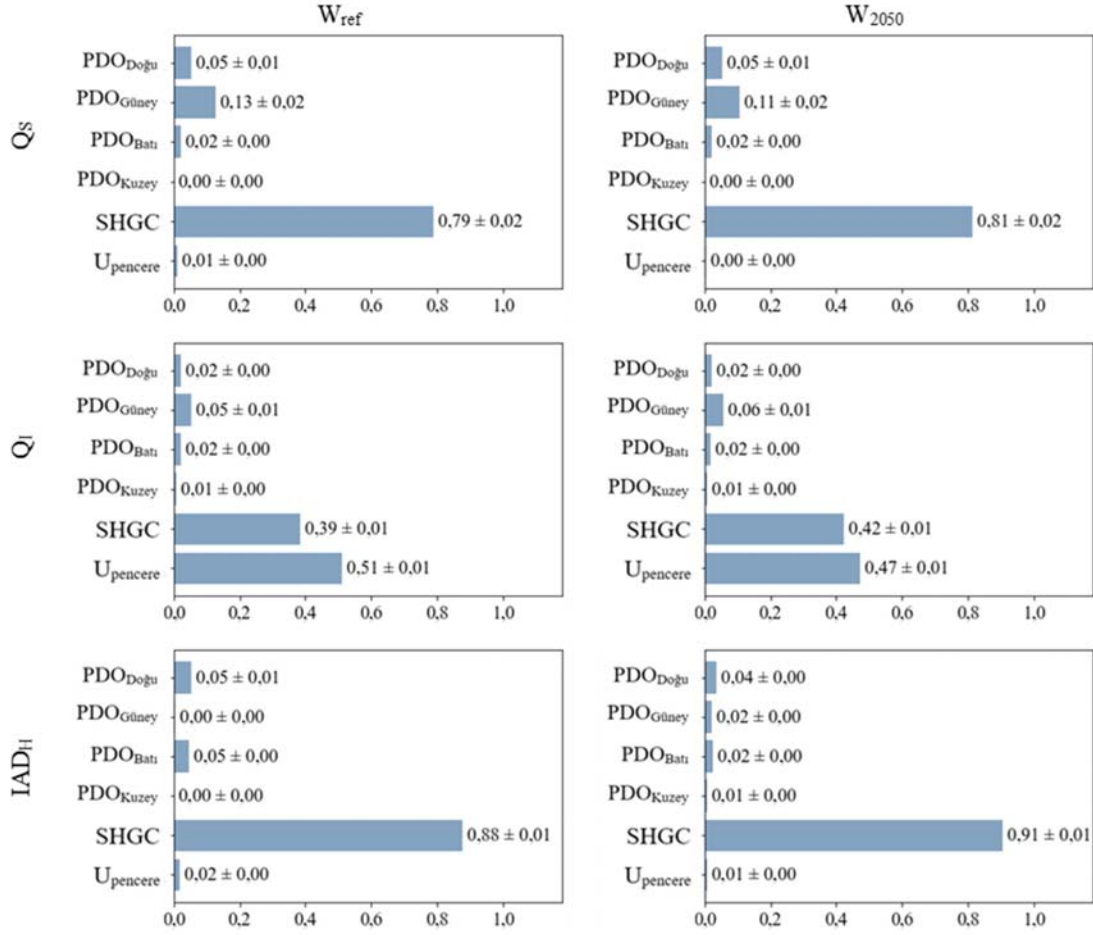 W_ref
W_2050
Q_S
PDO_Doğu 0,05 ± 0,01
PDO_Güney 0,13 ± 0,02
PDO_Batı 0,02 ± 0,00
PDO_Kuzey 0,00 ± 0,00
SHGC 0,79 ± 0,02
U_pencere 0,01 ± 0,00
0,0 0,2 0,4 0,6 0,8 1,0
PDO_Doğu 0,05 ± 0,01
PDO_Güney 0,11 ± 0,02
PDO_Batı 0,02 ± 0,00
PDO_Kuzey 0,00 ± 0,00
SHGC 0,81 ± 0,02
U_pencere 0,00 ± 0,00
0,0 0,2 0,4 0,6 0,8 1,0
Q_I
PDO_Doğu 0,02 ± 0,00
PDO_Güney 0,05 ± 0,01
PDO_Batı 0,02 ± 0,00
PDO_Kuzey 0,01 ± 0,00
SHGC 0,39 ± 0,01
U_pencere 0,51 ± 0,01
0,0 0,2 0,4 0,6 0,8 1,0
PDO_Doğu 0,02 ± 0,00
PDO_Güney 0,06 ± 0,01
PDO_Batı 0,02 ± 0,00
PDO_Kuzey 0,01 ± 0,00
SHGC 0,42 ± 0,01
U_pencere 0,47 ± 0,01
0,0 0,2 0,4 0,6 0,8 1,0
IAD_H
PDO_Doğu 0,05 ± 0,01
PDO_Güney 0,00 ± 0,00
PDO_Batı 0,05 ± 0,00
PDO_Kuzey 0,00 ± 0,00
SHGC 0,88 ± 0,01
U_pencere 0,02 ± 0,00
0,0 0,2 0,4 0,6 0,8 1,0
PDO_Doğu 0,04 ± 0,00
PDO_Güney 0,02 ± 0,00
PDO_Batı 0,02 ± 0,00
PDO_Kuzey 0,01 ± 0,00
SHGC 0,91 ± 0,01
U_pencere 0,01 ± 0,00
0,0 0,2 0,4 0,6 0,8 1,0